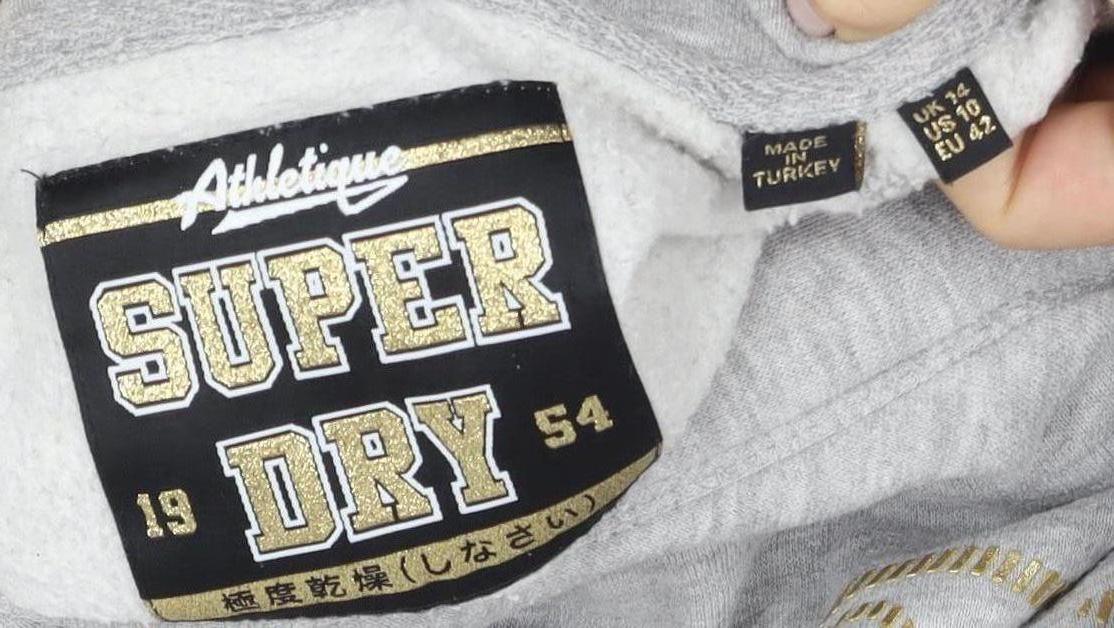 Athletique
SUPER
DRY
19
54
極度乾燥(しなさい)
MADE
IN
TURKEY
UK 14
US 10
EU 42